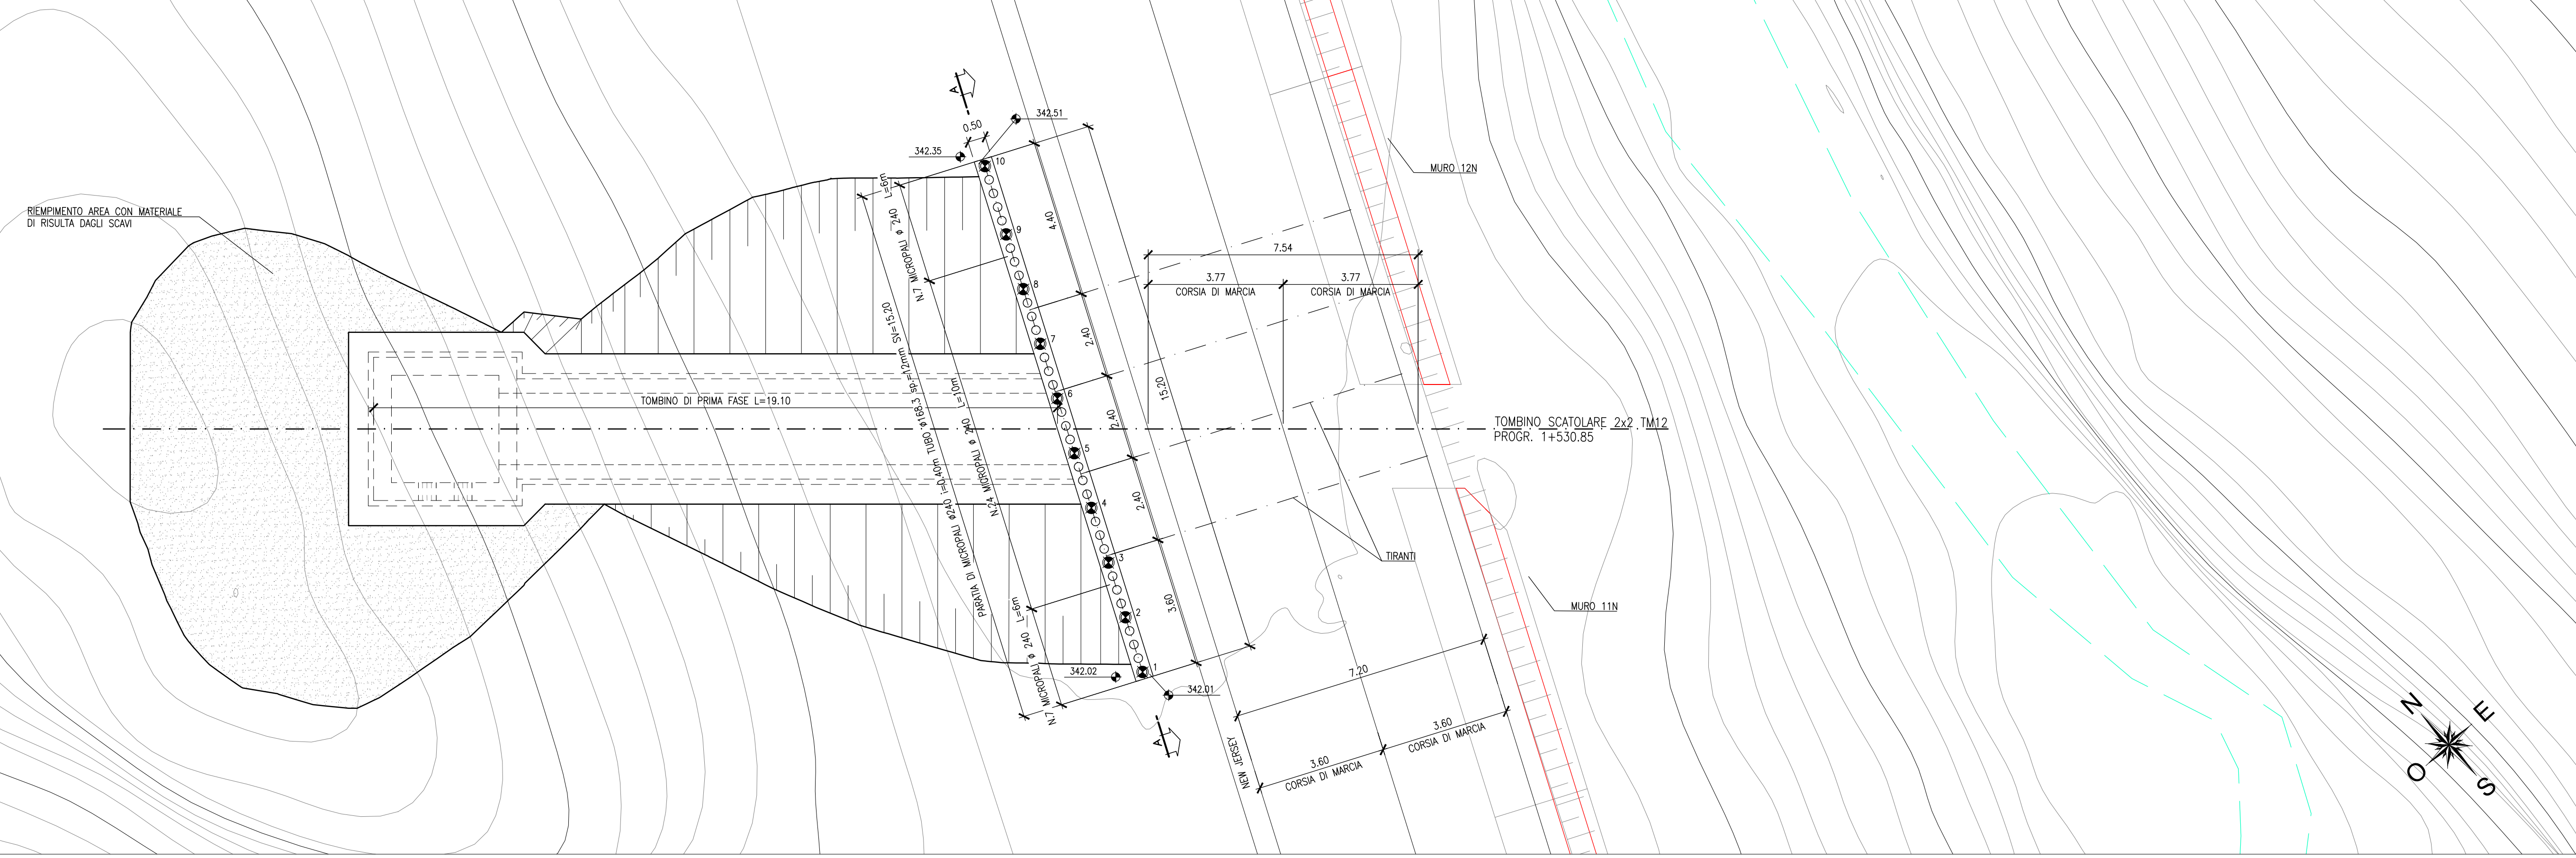 RIEMPIMENTO AREA CON MATERIALE
DI RISULTA DAGLI SCAVI
A
0.50
342.51
342.35
10
9
8
7
6
5
4
3
2
1
N.7 MICROPALI ø 240 L=6m
PARATIA DI MICROPALI ø240 i=0.40m TUBO ø168.3 sp.=12mm SV=15.20
N.24 MICROPALI ø 240 L=10m
N.7 MICROPALI ø 240 L=6m
4.40
2.40
2.40
2.40
3.60
15.20
TOMBINO DI PRIMA FASE L=19.10
7.54
3.77
3.77
CORSIA DI MARCIA
CORSIA DI MARCIA
MURO 12N
TOMBINO SCATOLARE 2x2 TM12
PROGR. 1+530.85
TIRANTI
MURO 11N
342.02
342.01
A
NEW JERSEY
7.20
3.60
CORSIA DI MARCIA
3.60
CORSIA DI MARCIA
N
E
O
S